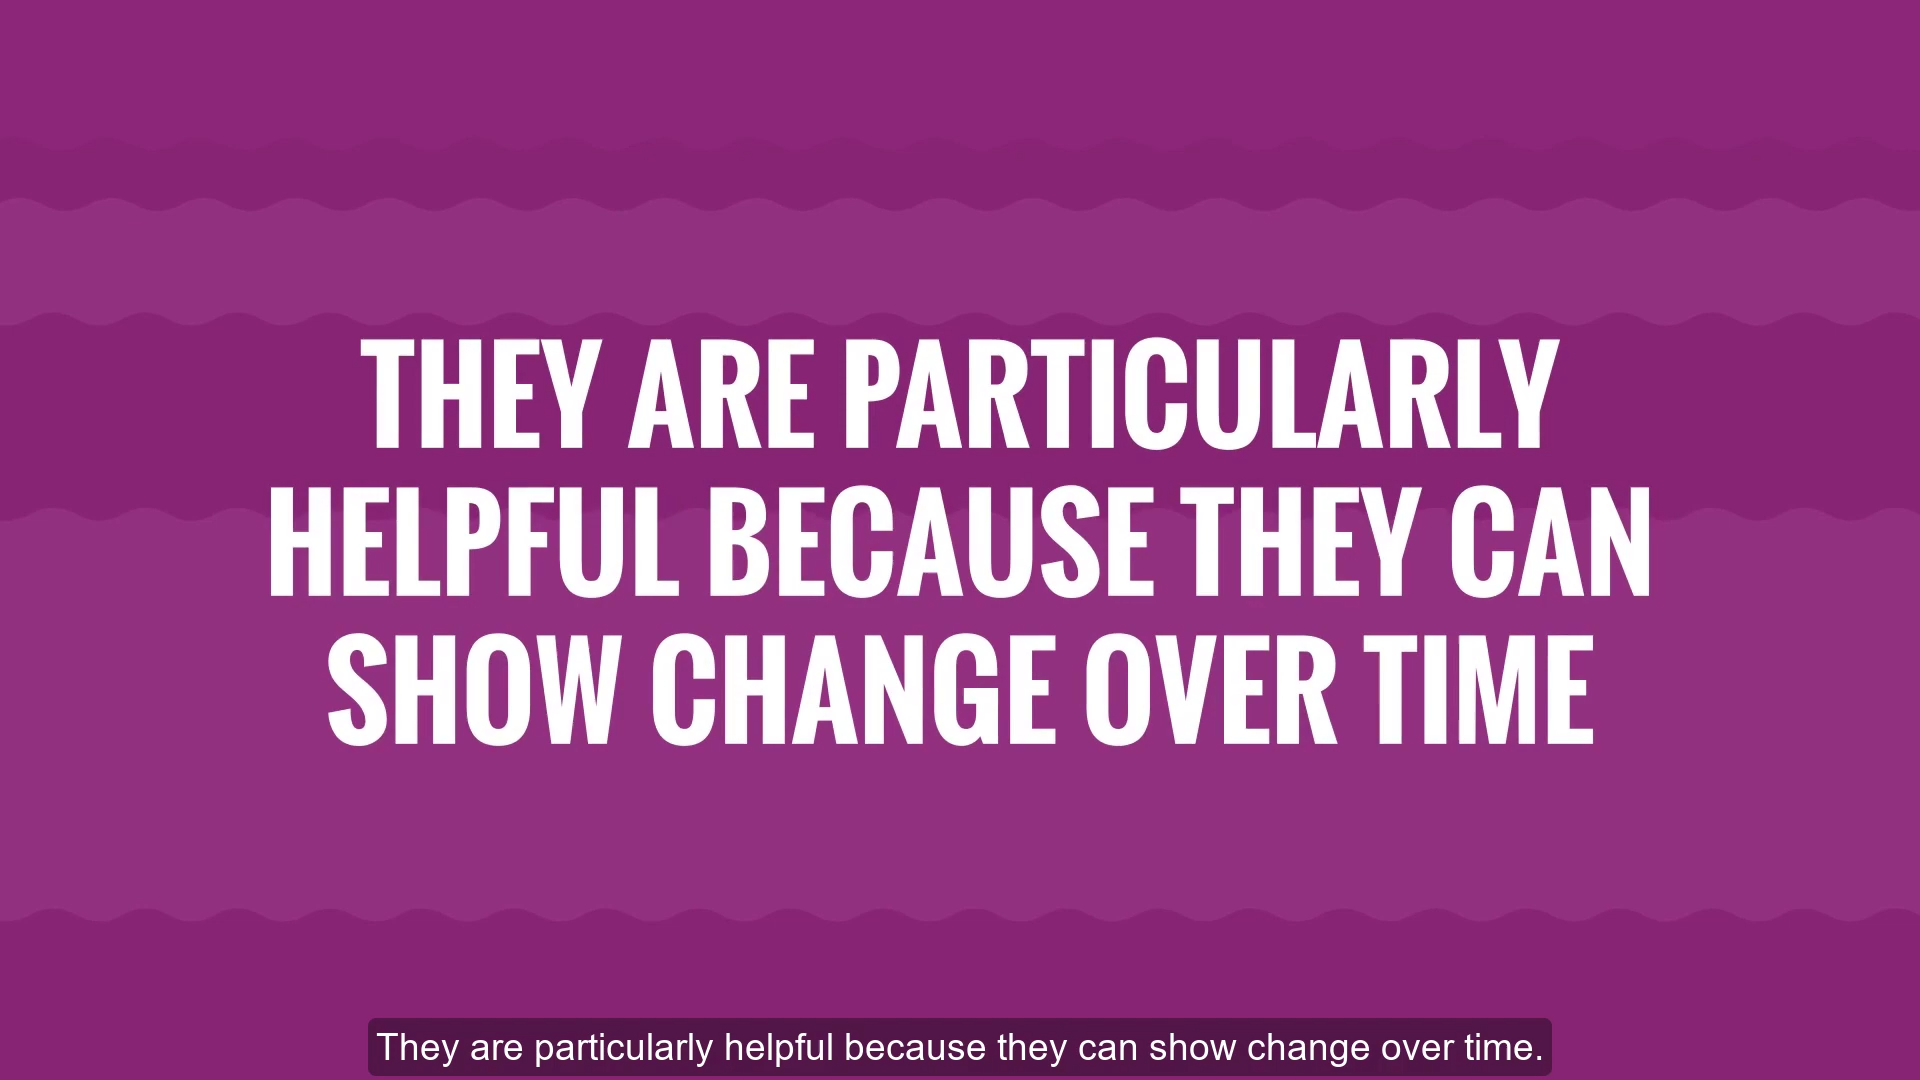 THEY ARE PARTICULARLY
HELPFUL BECAUSE THEY CAN
SHOW CHANGE OVER TIME
They are particularly helpful because they can show change over time.